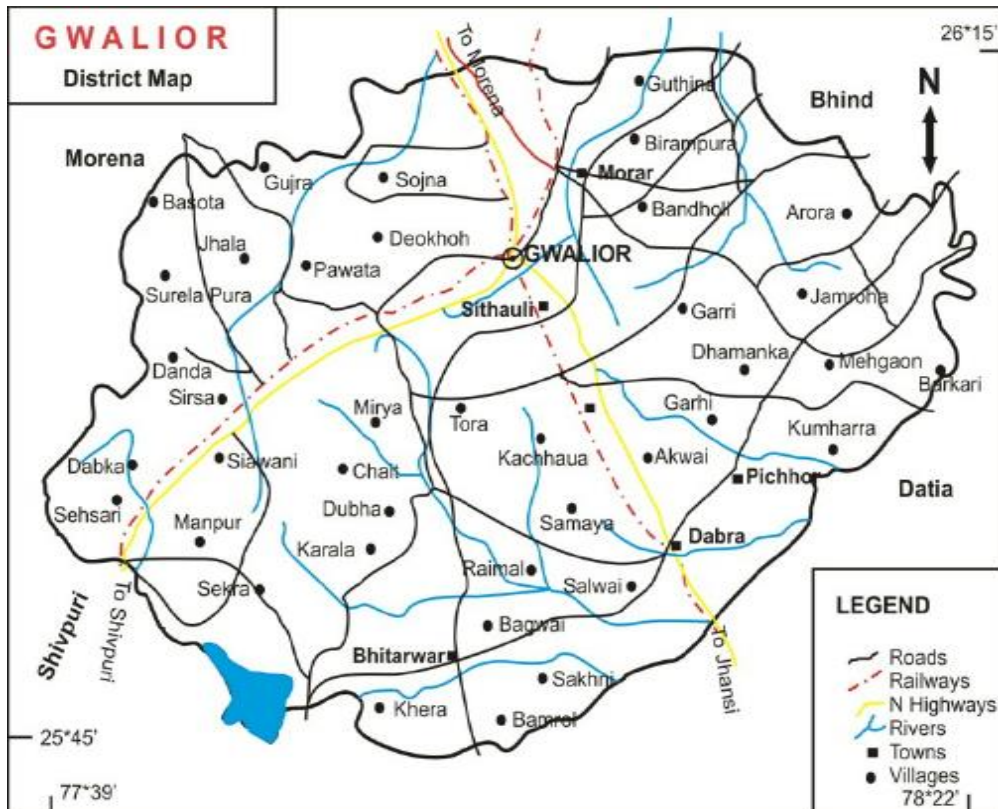 GWALIOR
District Map
26*15'
N
To Morena
Guthina
Bhind
Morena
Birampura
Gujra
Sojna
Morar
Basota
Bandholi
Arora
Jhala
Deokhoh
GWALIOR
Pawata
Surela Pura
Jamroha
Sithauli
Garri
Danda
Dhamanka
Mehgaon
Barkari
Sirsa
Mirya
Tora
Garhi
Kumharra
Dabka
Siawani
Chait
Kachhaua
Akwai
Pichhor
Datia
Sehsari
Manpur
Dubha
Samaya
Dabra
Karala
Raimal
Salwai
Sekra
To Shivpuri
Shivpuri
Bagwai
To Jhansi
Bhitarwar
Sakhni
Khera
Bamrol
LEGEND
Roads
Railways
N Highways
Rivers
Towns
Villages
25*45'
77*39'
78*22'